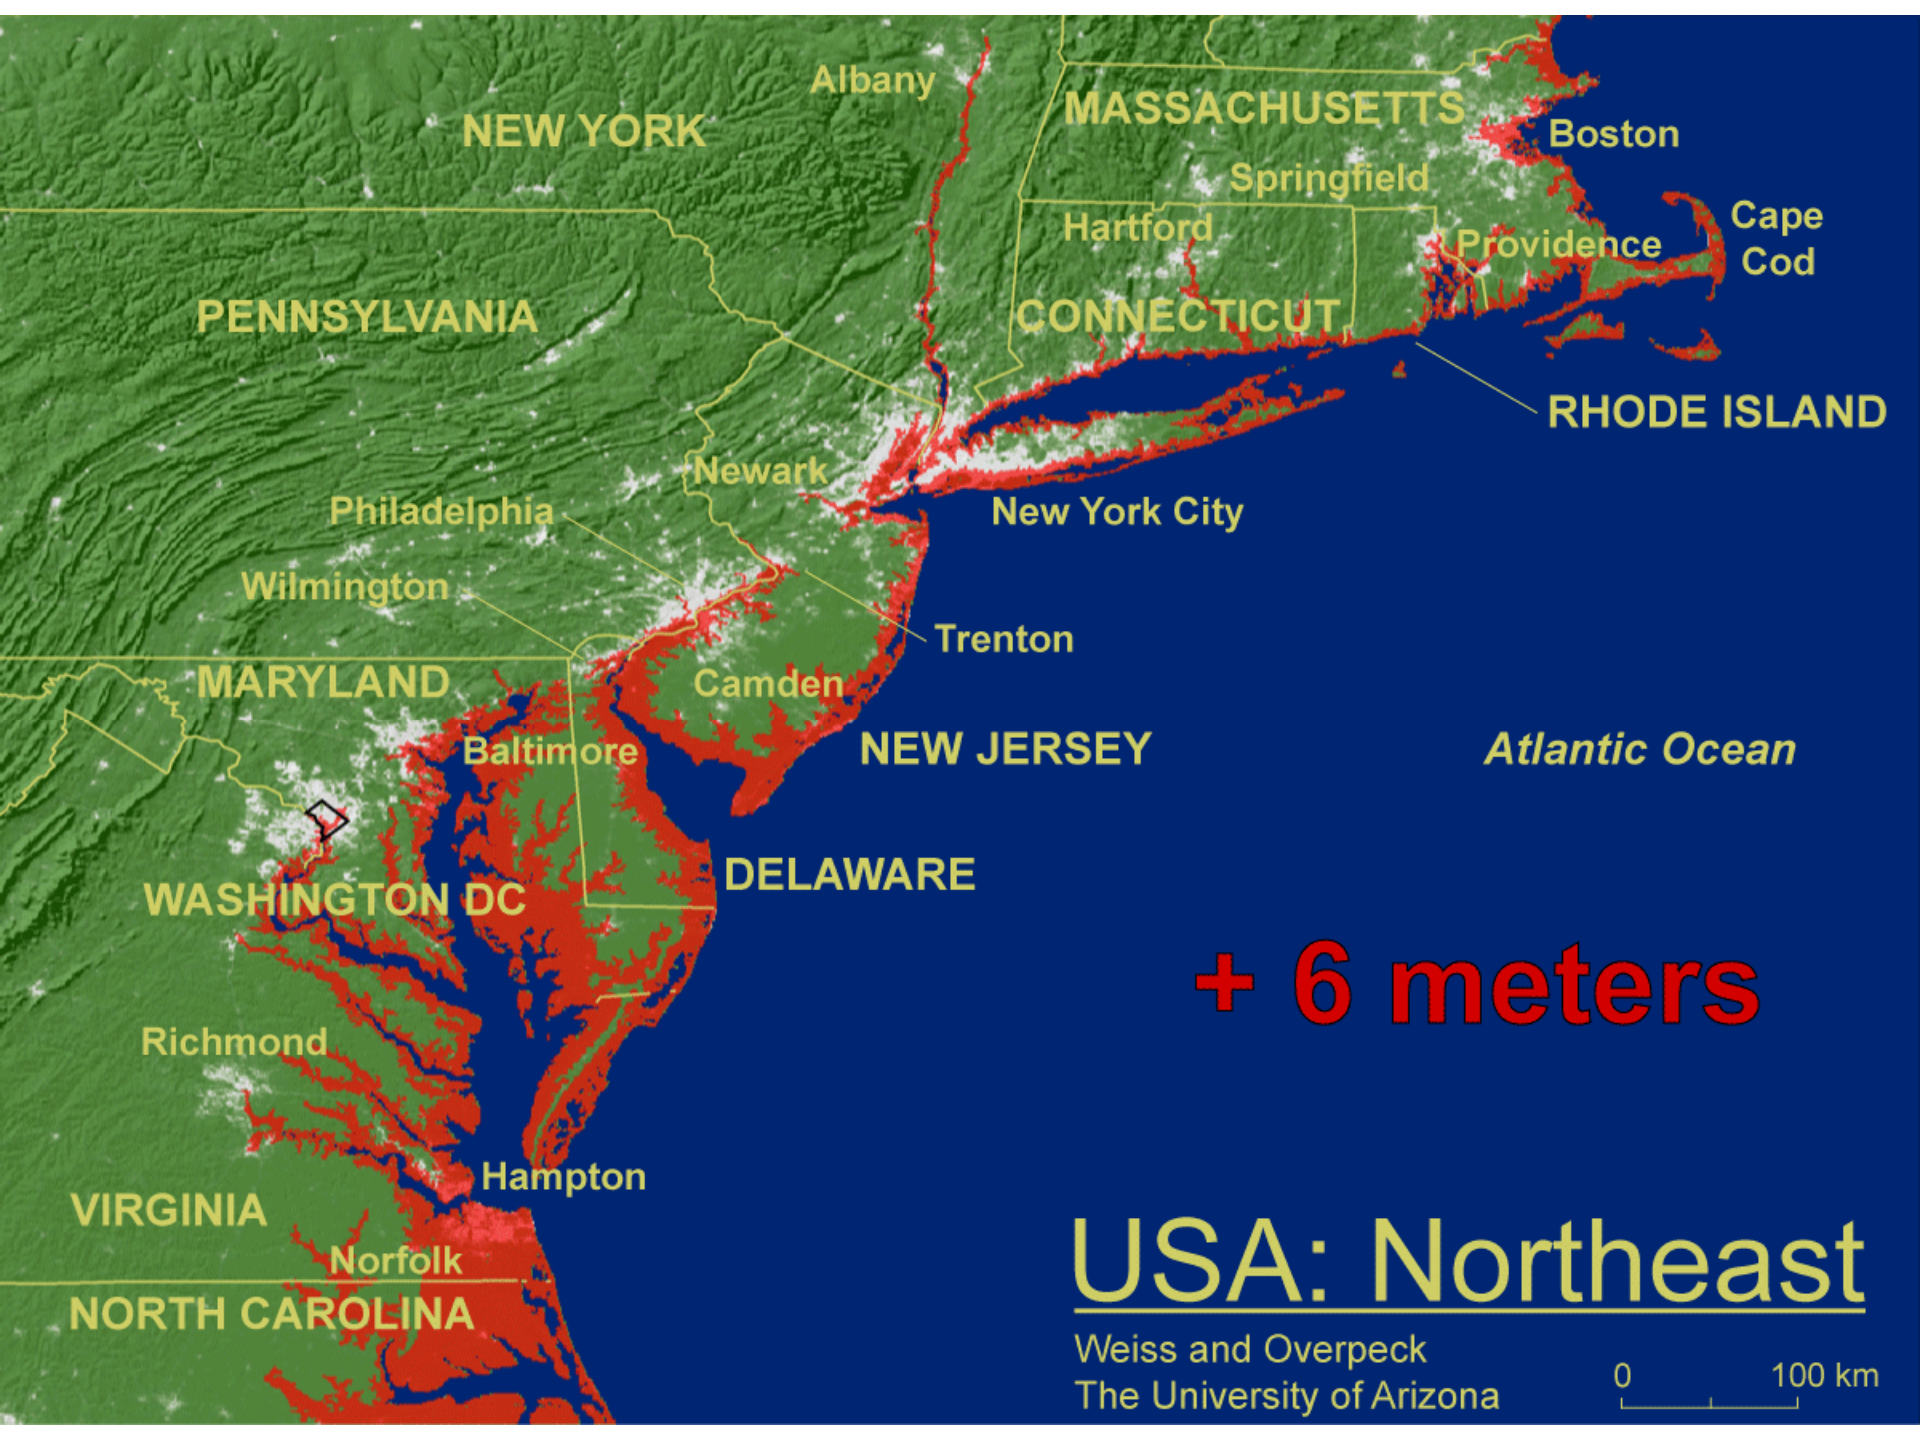 Albany
MASSACHUSETTS
NEW YORK
Boston
Springfield
Cape
Cod
Hartford
Providence
PENNSYLVANIA
CONNECTICUT
RHODE ISLAND
Newark
Philadelphia
New York City
Wilmington
Trenton
MARYLAND
Camden
Baltimore
NEW JERSEY
Atlantic Ocean
DELAWARE
WASHINGTON DC
+ 6 meters
Richmond
Hampton
VIRGINIA
Norfolk
NORTH CAROLINA
USA: Northeast
Weiss and Overpeck
The University of Arizona
0 100 km